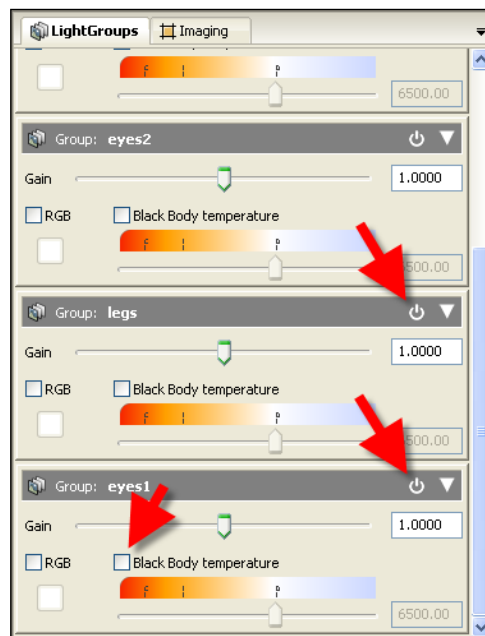 LightGroups Imaging
6500.00
Group: eyes2
Gain 1.0000
RGB Black Body temperature
Group: legs
Gain 1.0000
RGB Black Body temperature
Group: eyes1
Gain 1.0000
RGB Black Body temperature
6500.00